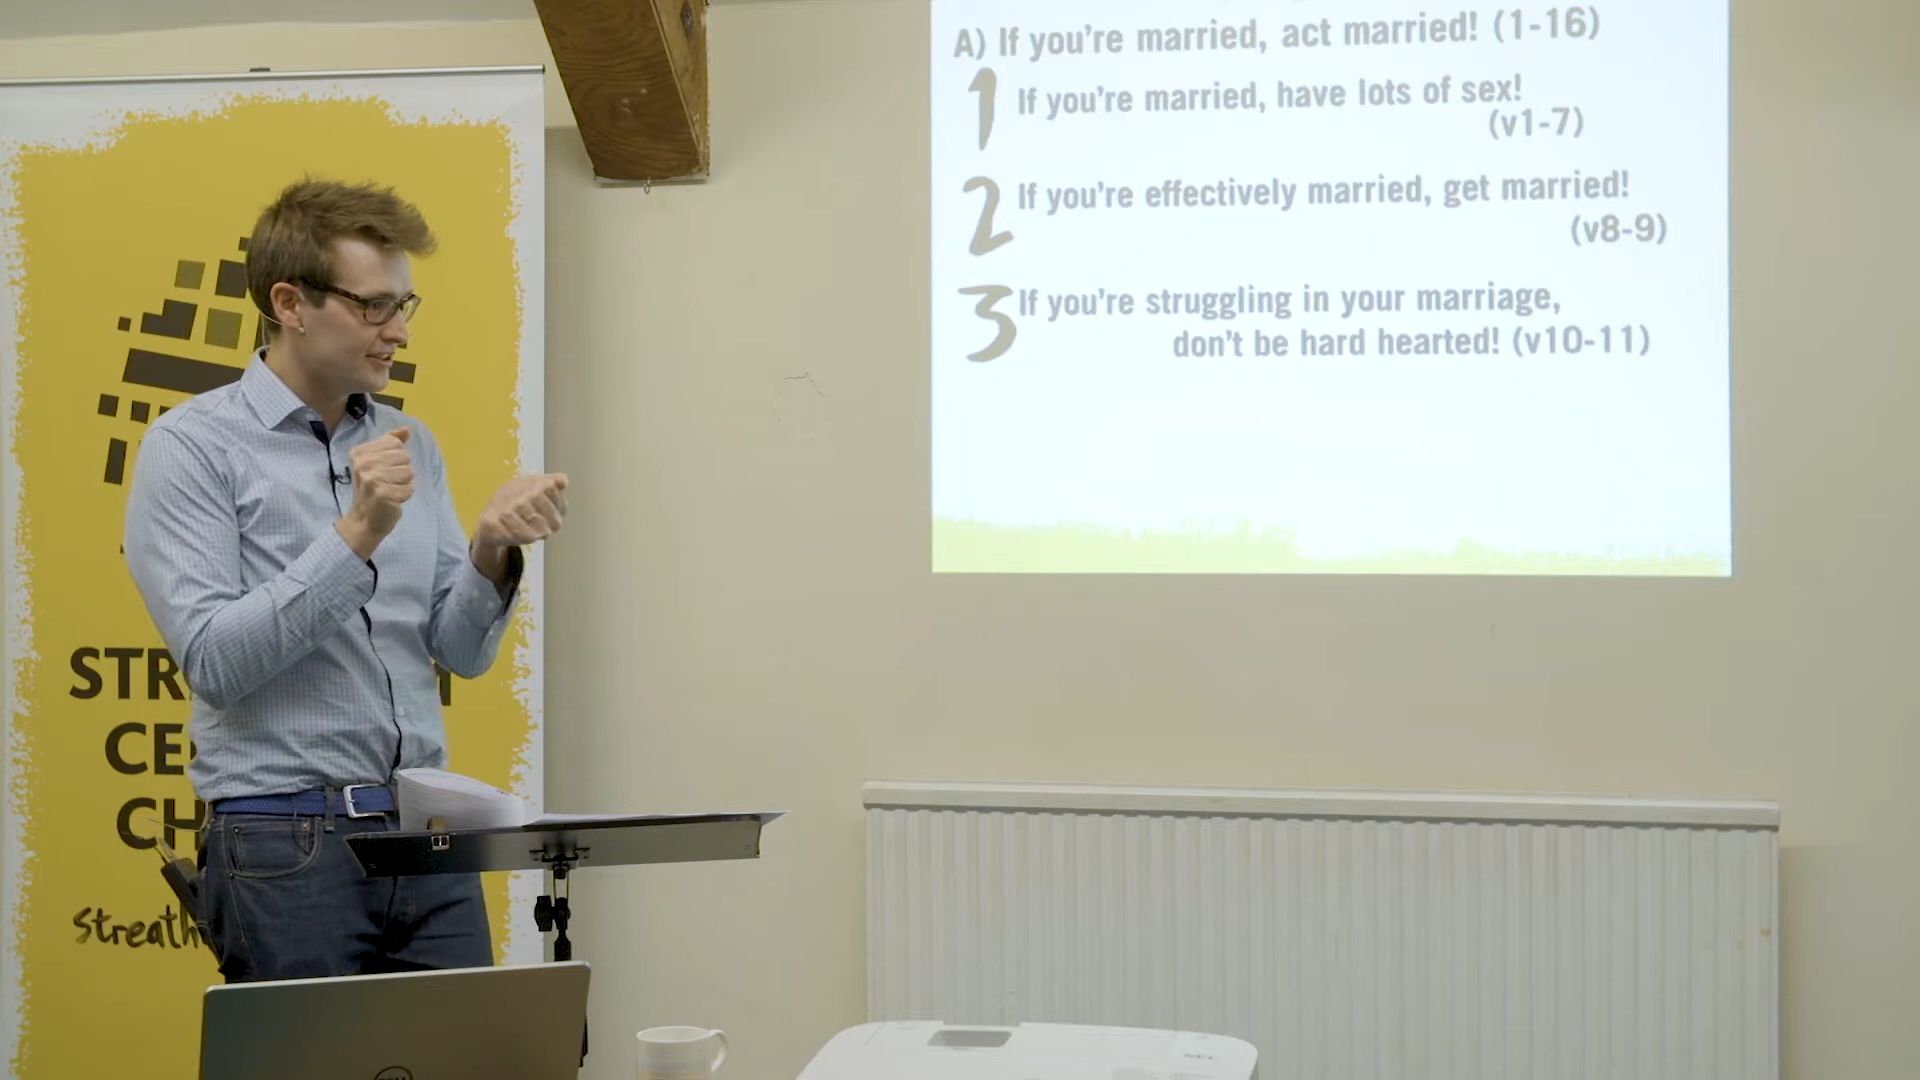 A) If you're married, act married! (1-16)
1 If you're married, have lots of sex!
(v1-7)
2 If you're effectively married, get married!
(v8-9)
3 If you're struggling in your marriage,
don't be hard hearted! (v10-11)
STR
CE
CH
Streath
DELL
NEC